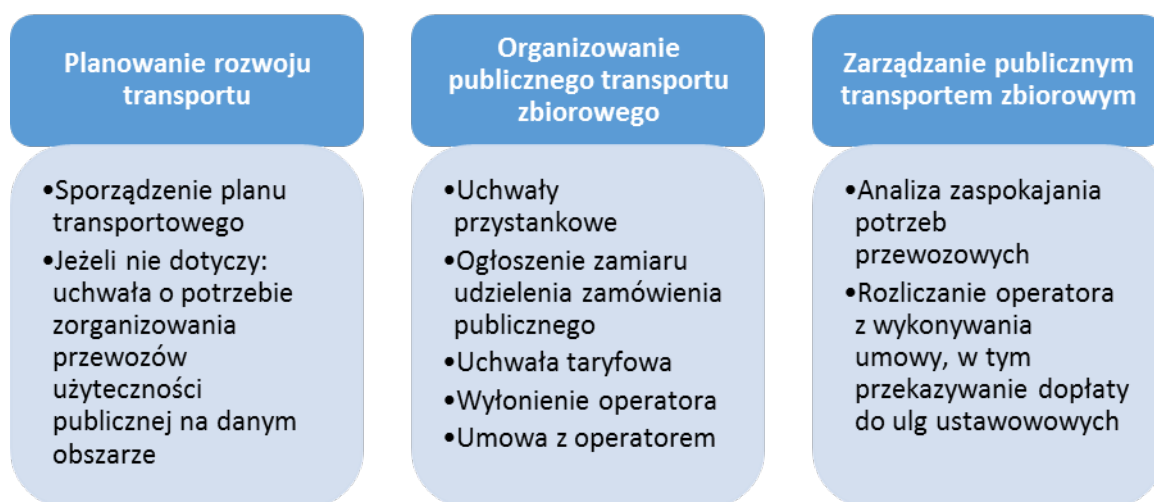 Planowanie rozwoju
transportu
•Sporządzenie planu
transportowego
•Jeżeli nie dotyczy:
uchwała o potrzebie
zorganizowania
przewozów
użyteczności
publicznej na danym
obszarze
Organizowanie
publicznego transportu
zbiorowego
•Uchwały
przystankowe
•Ogłoszenie zamiaru
udzielenia zamówienia
publicznego
•Uchwała taryfowa
•Wyłonienie operatora
•Umowa z operatorem
Zarządzanie publicznym
transportem zbiorowym
•Analiza zaspokajania
potrzeb
przewozowych
•Rozliczanie operatora
z wykonywania
umowy, w tym
przekazywanie dopłaty
do ulg ustawowowych